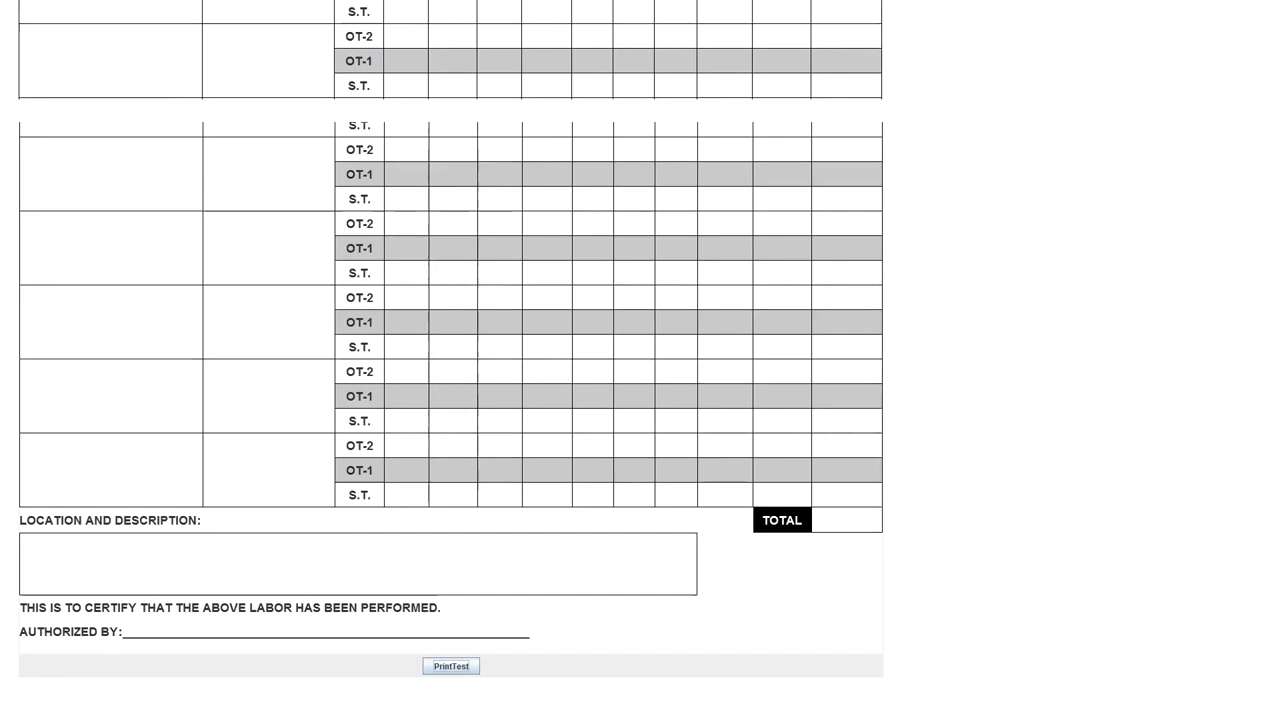 S.T.
OT-2
OT-1
S.T.
S.T.
OT-2
OT-1
S.T.
OT-2
OT-1
S.T.
OT-2
OT-1
S.T.
OT-2
OT-1
S.T.
OT-2
OT-1
S.T.
LOCATION AND DESCRIPTION: TOTAL
THIS IS TO CERTIFY THAT THE ABOVE LABOR HAS BEEN PERFORMED.
AUTHORIZED BY:
PrintTest